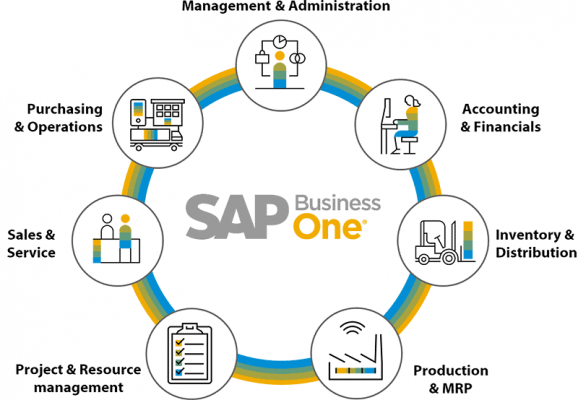 Management & Administration
Purchasing
& Operations
Accounting
& Financials
SAP Business
One®
Sales &
Service
Inventory &
Distribution
Project & Resource
management
Production
& MRP